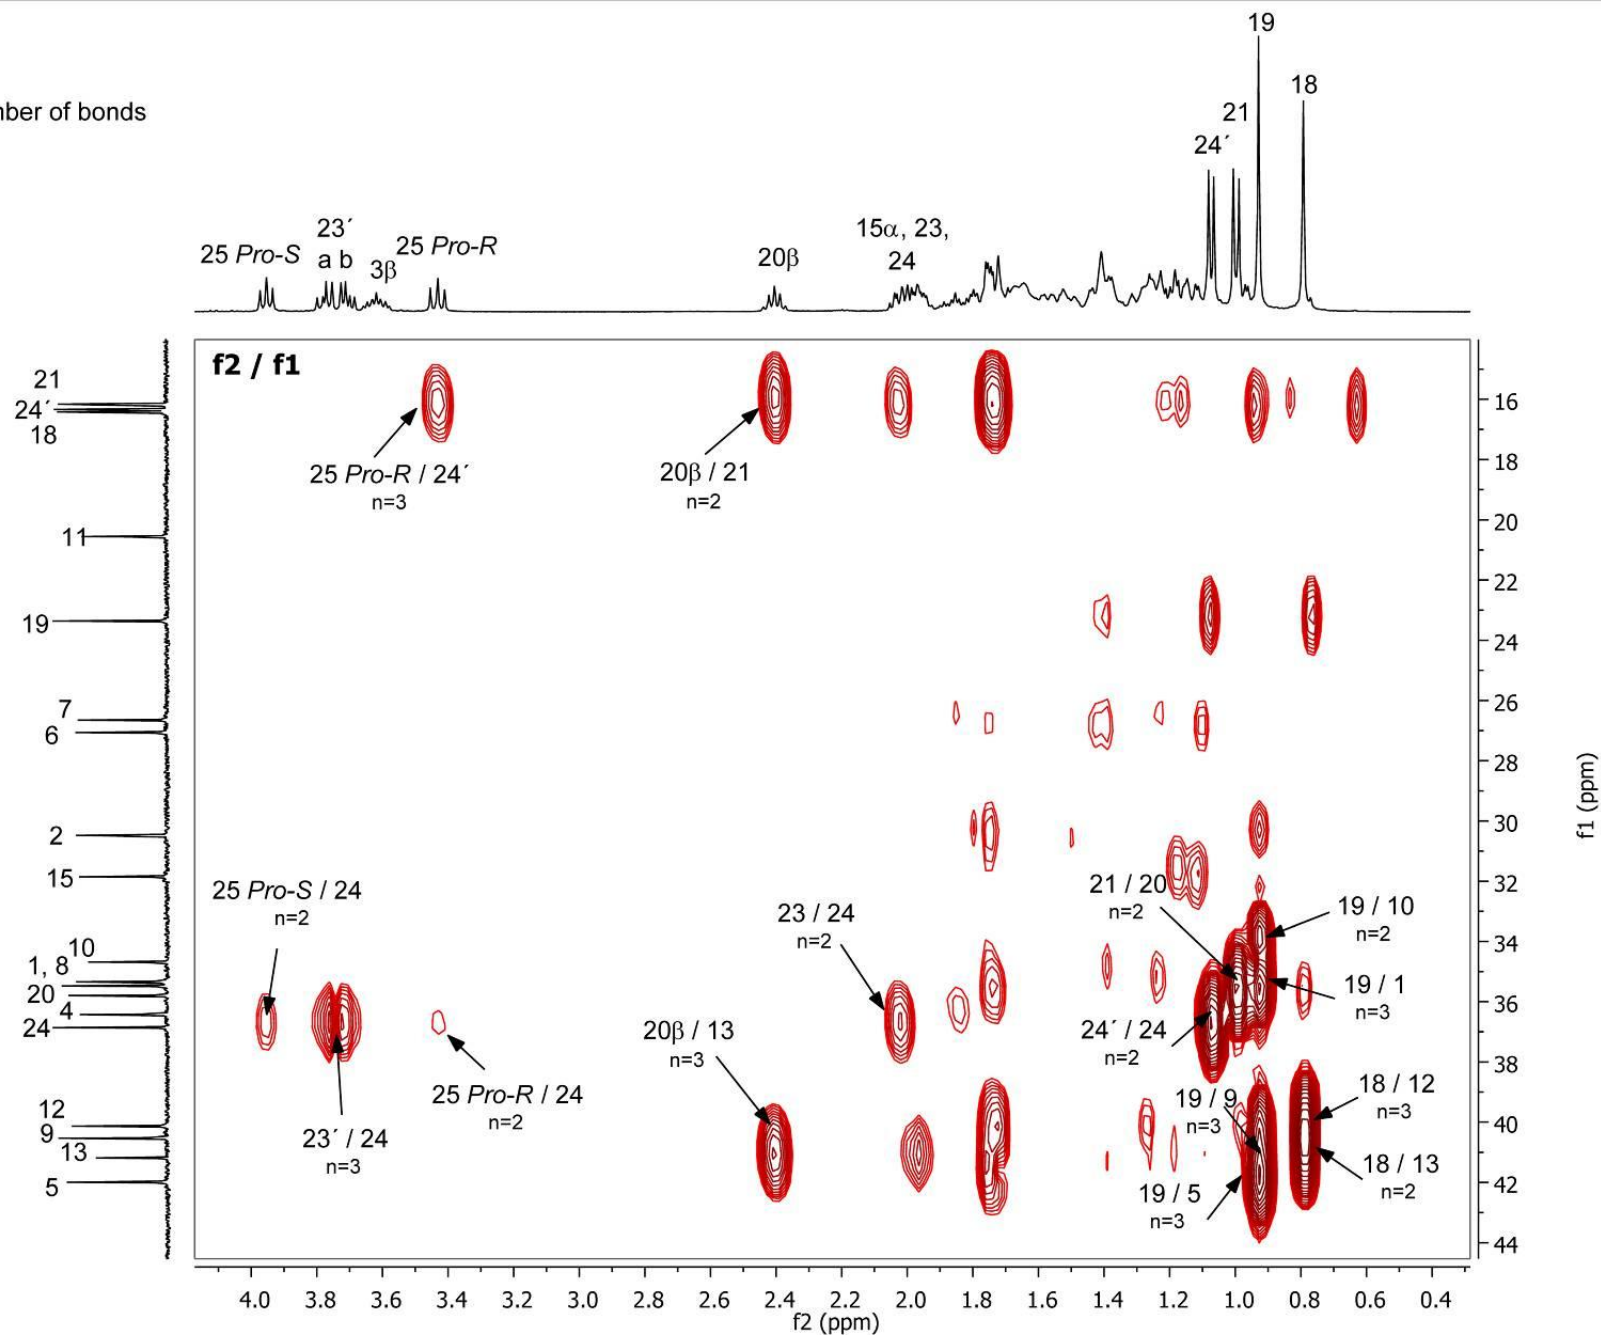 19
18
nber of bonds
21
24´
23´
15α, 23,
25 Pro-S
a b
25 Pro-R
20β
24
3β
f2 / f1
21
24´
18
16
25 Pro-R / 24´
n=3
20β / 21
n=2
18
20
11
22
19
24
7
26
6
28
f1 (ppm)
2
30
15
32
25 Pro-S / 24
n=2
21 / 20
n=2
23 / 24
n=2
19 / 10
n=2
10
34
1, 8
20
4
24
19 / 1
n=3
36
24´ / 24
n=2
20β / 13
n=3
38
25 Pro-R / 24
n=2
19 / 9
n=3
18 / 12
n=3
12
9
13
5
40
23´ / 24
n=3
18 / 13
n=2
19 / 5
n=3
42
44
4.0 3.8 3.6 3.4 3.2 3.0 2.8 2.6 2.4 2.2 2.0 1.8 1.6 1.4 1.2 1.0 0.8 0.6 0.4
f2 (ppm)